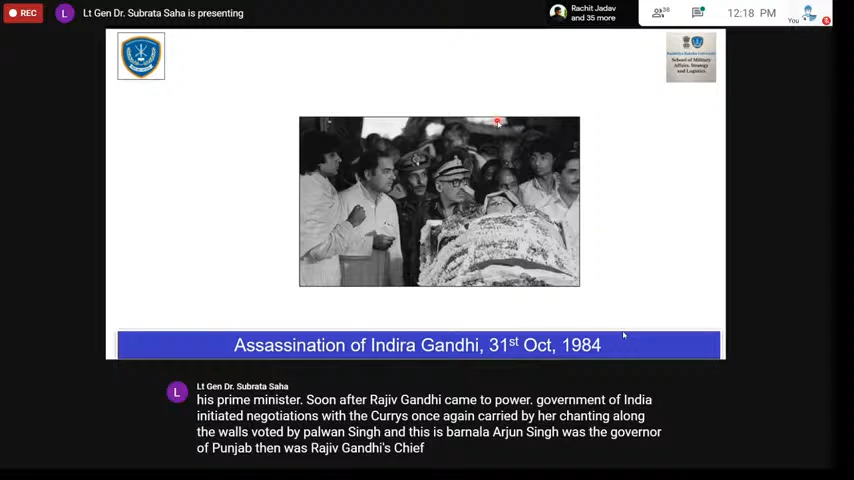 REC
L
Lt Gen Dr. Subrata Saha is presenting
Rachit Jadav
and 35 more
38
12:18 PM
You
School of Military
Affairs, Strategy
and Logistics
Assassination of Indira Gandhi, 31st Oct, 1984
L
Lt Gen Dr. Subrata Saha
his prime minister. Soon after Rajiv Gandhi came to power. government of India
initiated negotiations with the Currys once again carried by her chanting along
the walls voted by palwan Singh and this is barnala Arjun Singh was the governor
of Punjab then was Rajiv Gandhi's Chief